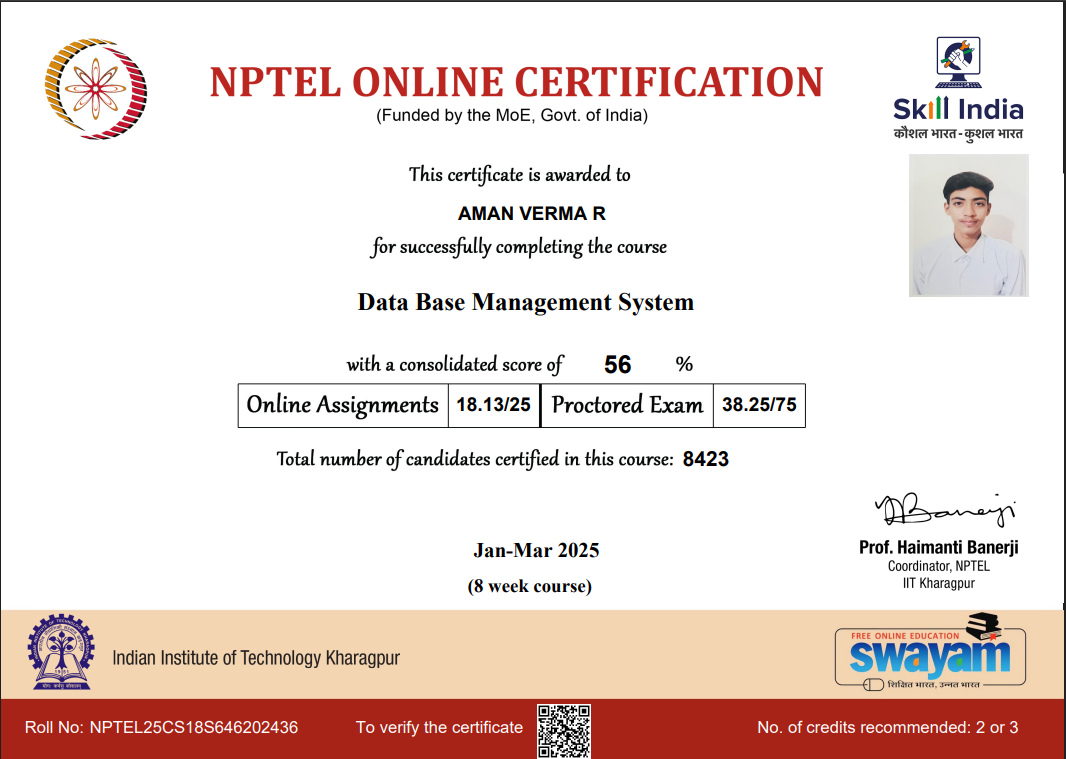 NPTEL ONLINE CERTIFICATION
(Funded by the MoE, Govt. of India)
Skill India
कौशल भारत - कुशल भारत
This certificate is awarded to
AMAN VERMA R
for successfully completing the course
Data Base Management System
with a consolidated score of 56 %
Online Assignments 18.13/25 Proctored Exam 38.25/75
Total number of candidates certified in this course: 8423
Jan-Mar 2025
(8 week course)
Prof. Haimanti Banerji
Coordinator, NPTEL
IIT Kharagpur
Indian Institute of Technology Kharagpur
FREE ONLINE EDUCATION
swayam
शिक्षित भारत, उन्नत भारत
Roll No: NPTEL25CS18S646202436 To verify the certificate No. of credits recommended: 2 or 3